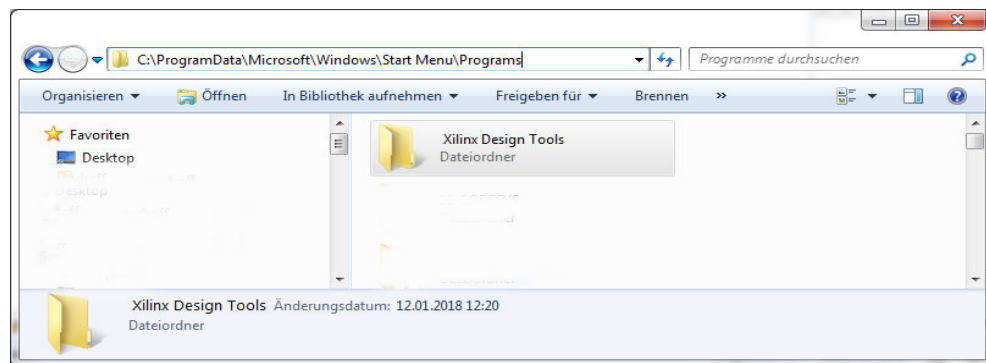 C:\ProgramData\Microsoft\Windows\Start Menu\Programs
Programme durchsuchen
Organisieren
Öffnen
In Bibliothek aufnehmen
Freigeben für
Brennen
»
Favoriten
Desktop
Desktop
Xilinx Design Tools
Dateiordner
Xilinx Design Tools Änderungsdatum: 12.01.2018 12:20
Dateiordner